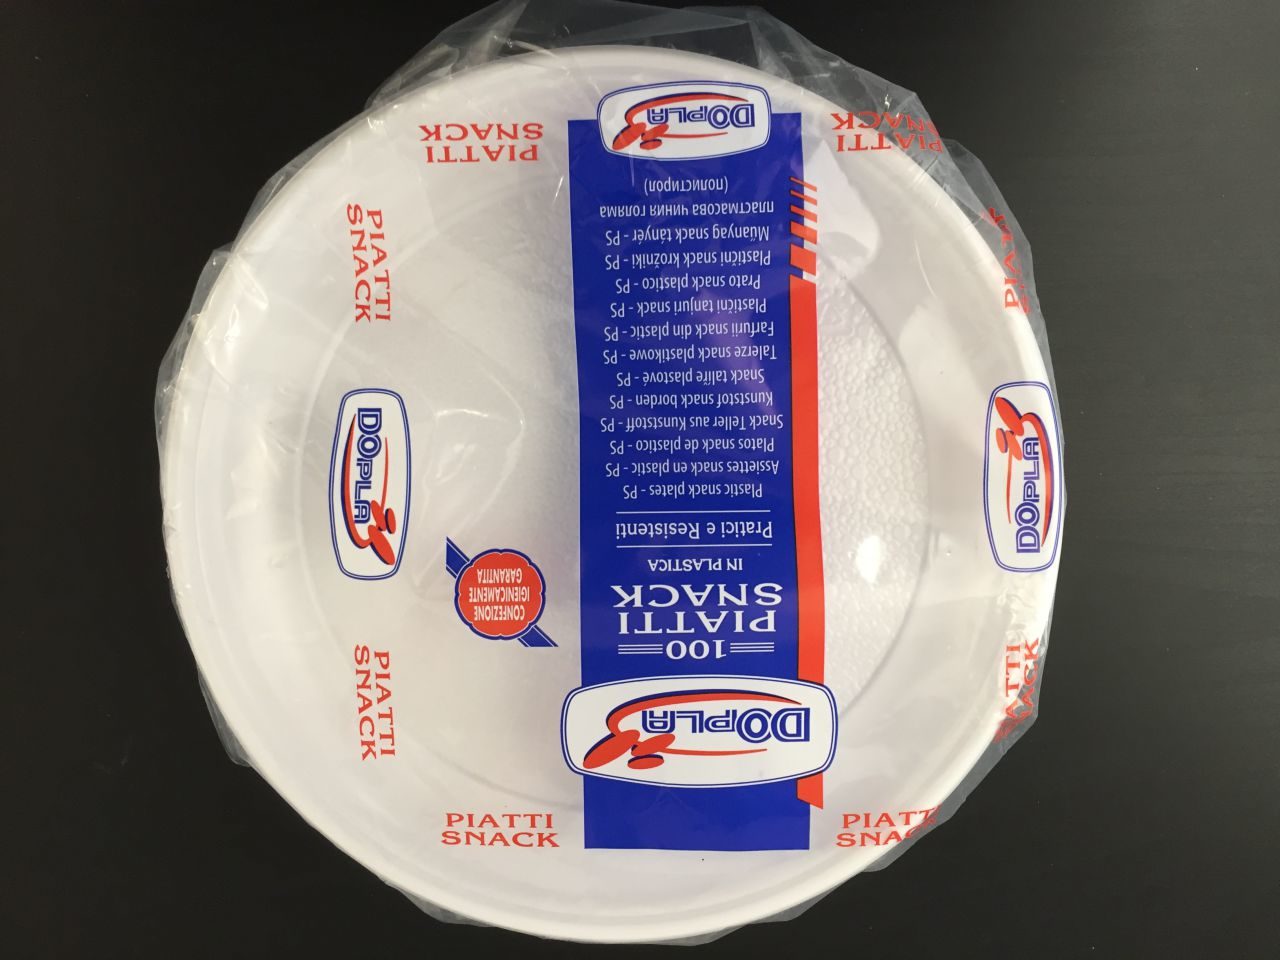 DOPLA
100
PIATTI
SNACK
IN PLASTICA
Pratici e Resistenti
Plastic snack plates - PS
Assiettes snack en plastic - PS
Platos snack de plastico - PS
Snack Teller aus Kunststoff - PS
Kunstof snack borden - PS
Snack talíře plastové - PS
Talerze snack plastikowe - PS
Farfurii snack din plastic - PS
Plastični tanjuri snack - PS
Prato snack plastico - PS
Plastični snack krožniki - PS
Műanyag snack tányér - PS
пластмасова чиния голяма
(полистирол)
DOPLA
CONFEZIONE
IGIENICAMENTE
GARANTITA
PIATTI
SNACK
PIATTI
SNACK
PIATTI
SNACK
DOPLA
PIATTI
SNACK
PIATTI
SNACK
PIATTI
SNACK
DOPLA